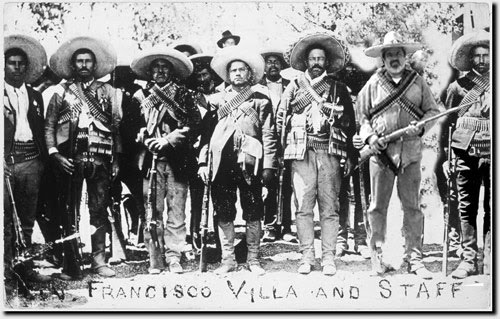 FRANCISCO VILLA AND STAFF